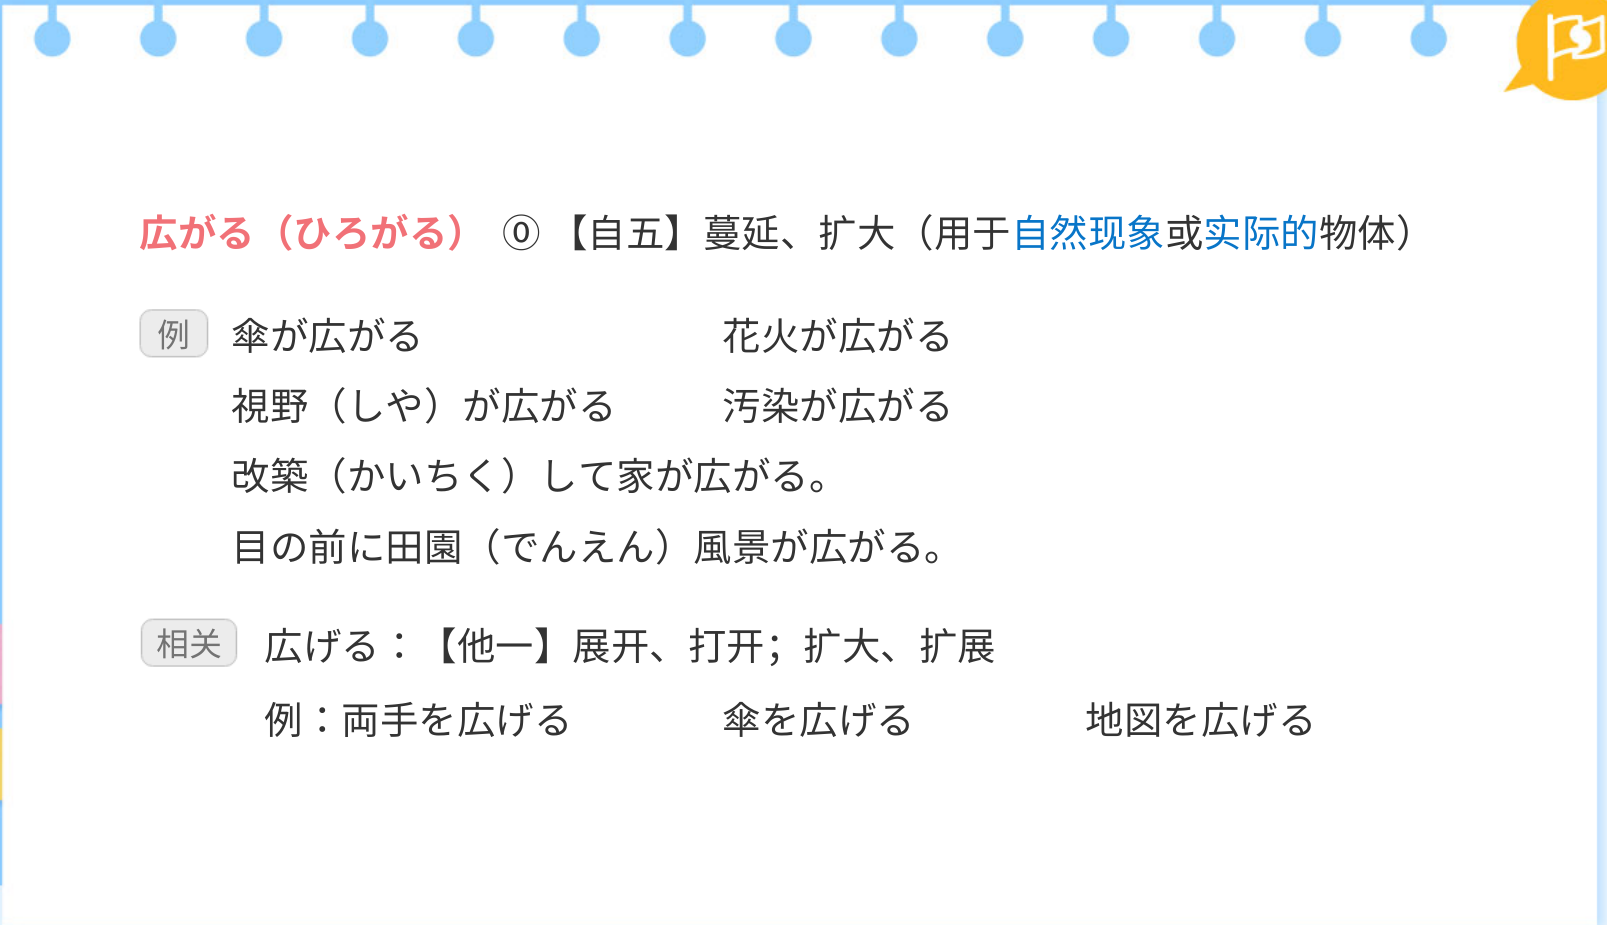 広がる（ひろがる） ⓪ 【自五】蔓延、扩大（用于自然现象或实际的物体）
例 傘が広がる 花火が広がる
視野（しや）が広がる 汚染が広がる
改築（かいちく）して家が広がる。
目の前に田園（でんえん）風景が広がる。
相关 広げる：【他一】展开、打开；扩大、扩展
例：両手を広げる 傘を広げる 地図を広げる